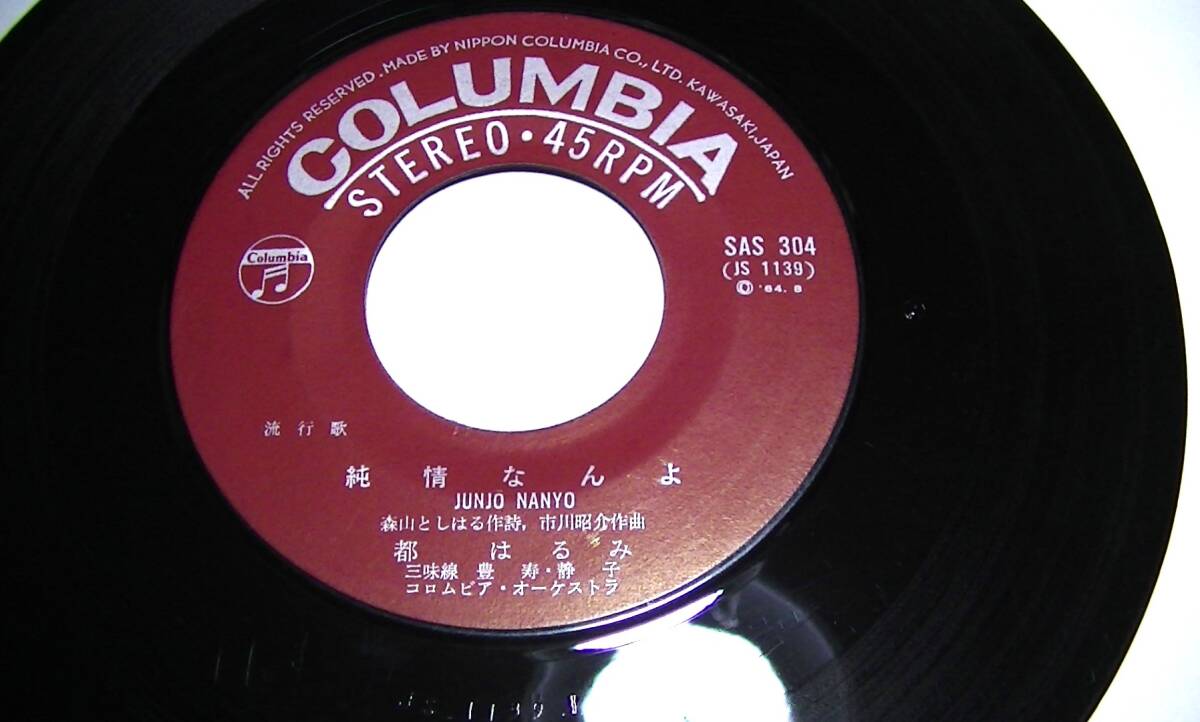 ALL RIGHTS RESERVED. MADE BY NIPPON COLUMBIA CO., LTD. KAWASAKI, JAPAN
COLUMBIA
STEREO・45RPM
Columbia
SAS 304
(JS 1139)
'64. 8
流行歌
純情なんよ
JUNJO NANYO
森山としはる作詩, 市川昭介作曲
都 はるみ
三味線 豊 寿・静 子
コロムビア・オーケストラ